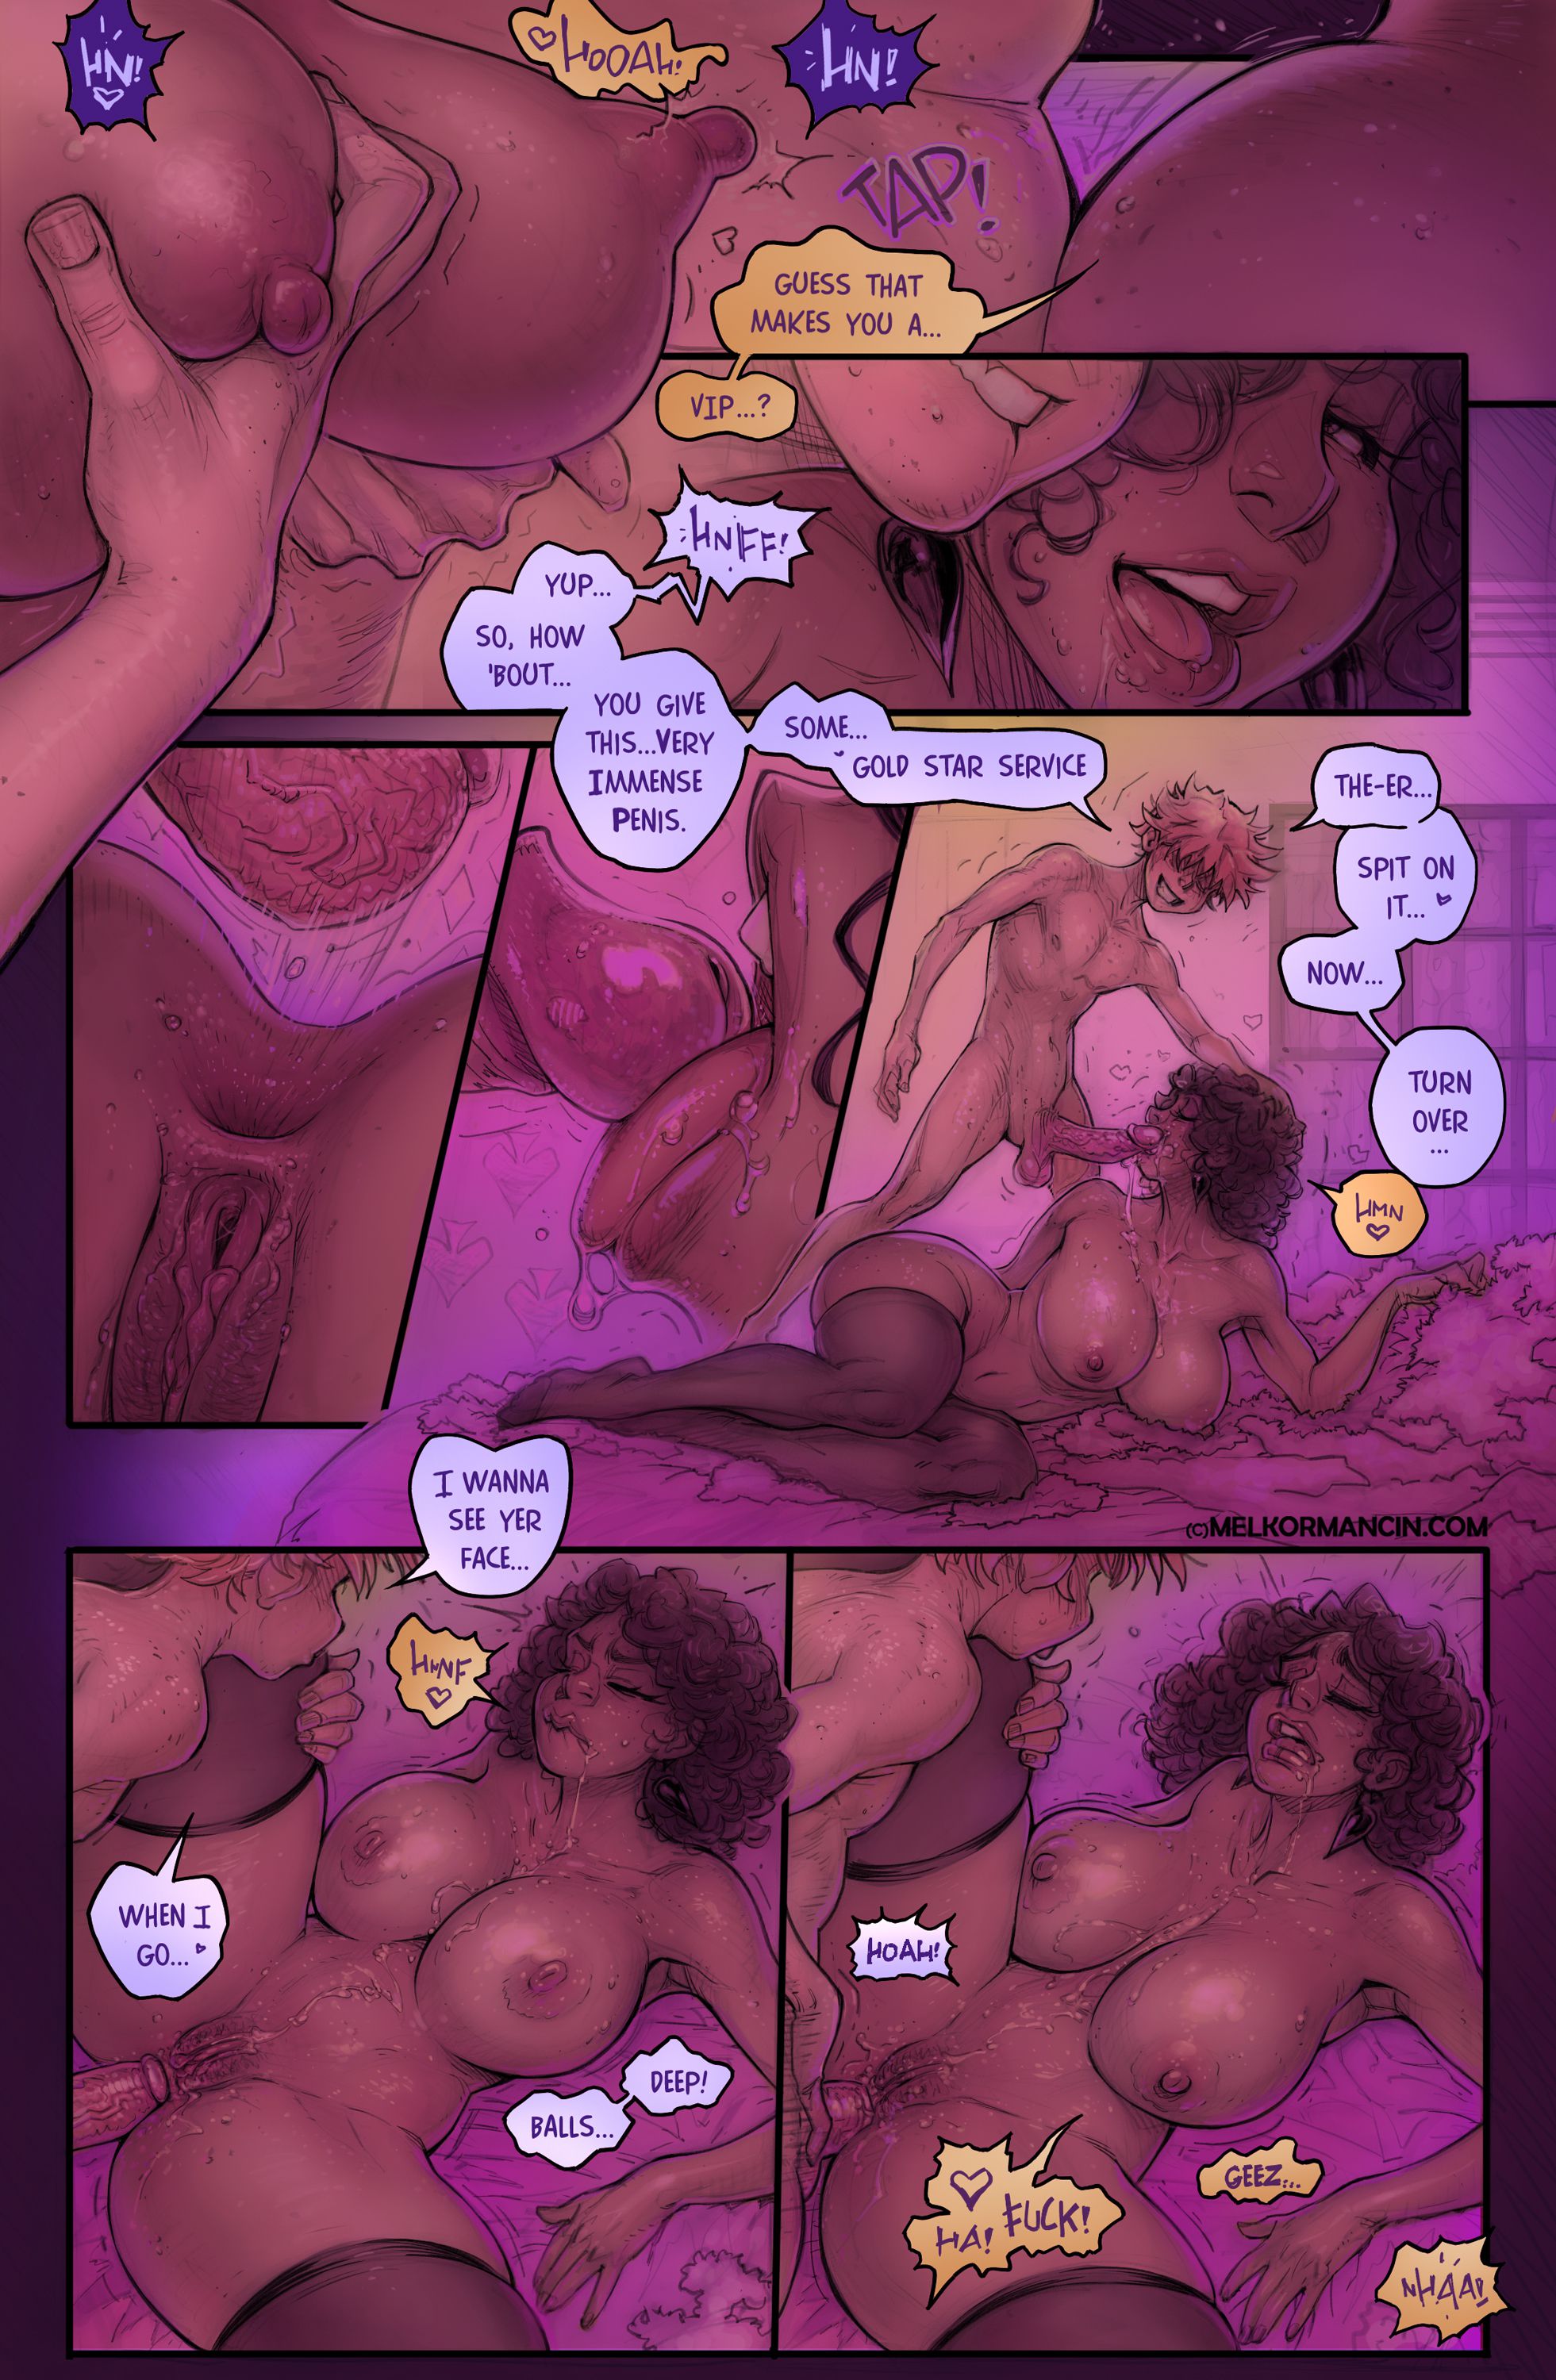 HN!
HOOAH!
HN!
TAP!
GUESS THAT
MAKES YOU A...
VIP...?
HNFF!
YUP...
SO, HOW
'BOUT...
YOU GIVE
THIS...VERY
IMMENSE
PENIS.
SOME...
GOLD STAR SERVICE
THE-ER...
SPIT ON
IT...
NOW...
TURN
OVER
...
HMN
(C)MELKORMANCIN.COM
I WANNA
SEE YER
FACE...
HMNF
WHEN I
GO...
BALLS...
DEEP!
HOAH!
HA! FUCK!
GEEZ...
NHAA!